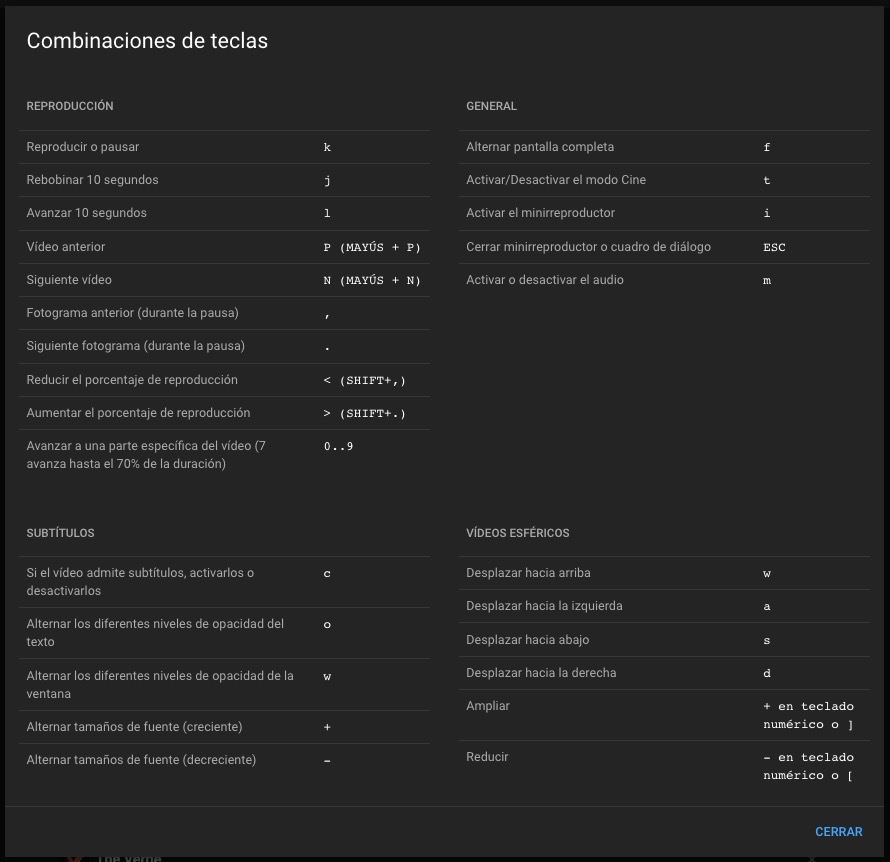 Combinaciones de teclas
REPRODUCCIÓN
Reproducir o pausar k
Rebobinar 10 segundos j
Avanzar 10 segundos l
Vídeo anterior P (MAYÚS + P)
Siguiente vídeo N (MAYÚS + N)
Fotograma anterior (durante la pausa) ,
Siguiente fotograma (durante la pausa) .
Reducir el porcentaje de reproducción < (SHIFT+,)
Aumentar el porcentaje de reproducción > (SHIFT+.)
Avanzar a una parte específica del vídeo (7 0..9
avanza hasta el 70% de la duración)
GENERAL
Alternar pantalla completa f
Activar/Desactivar el modo Cine t
Activar el minirreproductor i
Cerrar minirreproductor o cuadro de diálogo ESC
Activar o desactivar el audio m
SUBTÍTULOS
Si el vídeo admite subtítulos, activarlos o c
desactivarlos
Alternar los diferentes niveles de opacidad del o
texto
Alternar los diferentes niveles de opacidad de la w
ventana
Alternar tamaños de fuente (creciente) +
Alternar tamaños de fuente (decreciente) -
VÍDEOS ESFÉRICOS
Desplazar hacia arriba w
Desplazar hacia la izquierda a
Desplazar hacia abajo s
Desplazar hacia la derecha d
Ampliar + en teclado
numérico o ]
Reducir - en teclado
numérico o [
CERRAR
The Verge